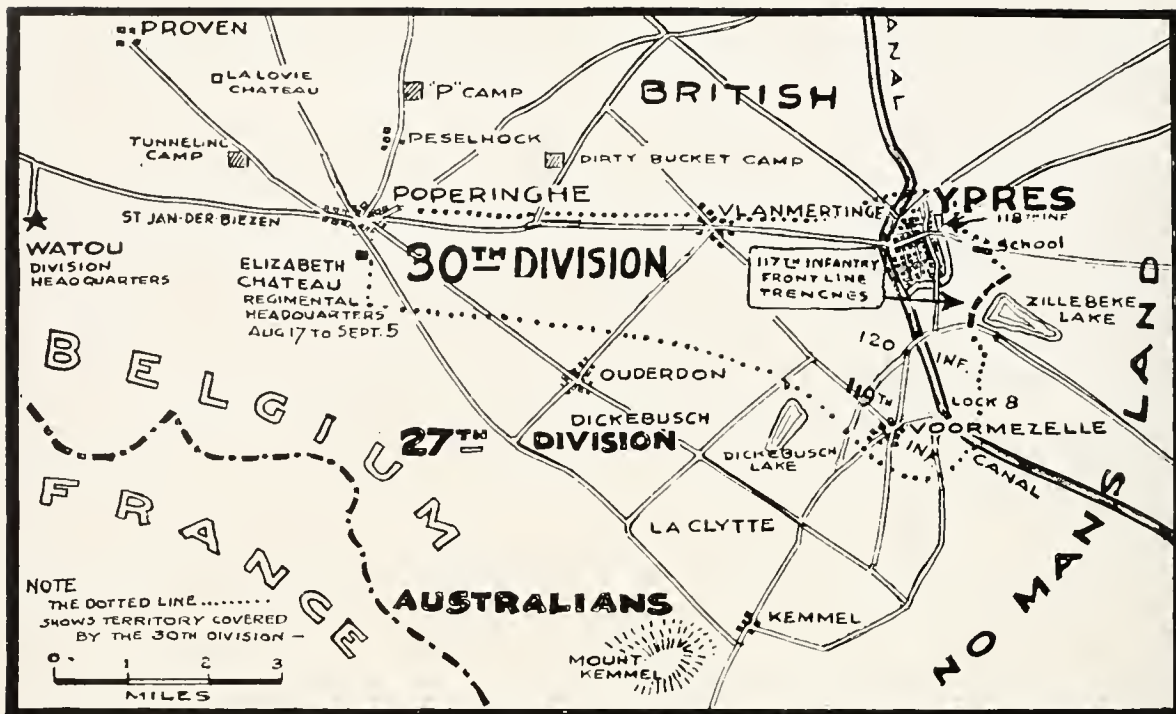 PROVEN
LA LOVIE
CHATEAU
"P" CAMP
BRITISH
CANAL
TUNNELING
CAMP
PESELHOCK
DIRTY BUCKET CAMP
POPERINGHE
ST JAN-DER-BIEZEN
VLANMERTINGE
YPRES
118TH INF
SCHOOL
WATOU
DIVISION
HEADQUARTERS
ELIZABETH
CHATEAU
REGIMENTAL
HEADQUARTERS
AUG 17 TO SEPT. 5
30TH DIVISION
117TH INFANTRY
FRONT LINE
TRENCHES
ZILLEBEKE
LAKE
120
INF.
BELGIUM
OUDERDON
119TH
INF
LOCK 8
DICKEBUSCH
27TH DIVISION
DICKEBUSCH
LAKE
VOORMEZELLE
CANAL
FRANCE
LA CLYTTE
NO MANS LAND
AUSTRALIANS
KEMMEL
MOUNT
KEMMEL
NOTE
THE DOTTED LINE........
SHOWS TERRITORY COVERED
BY THE 30TH DIVISION -
0 1 2 3
MILES